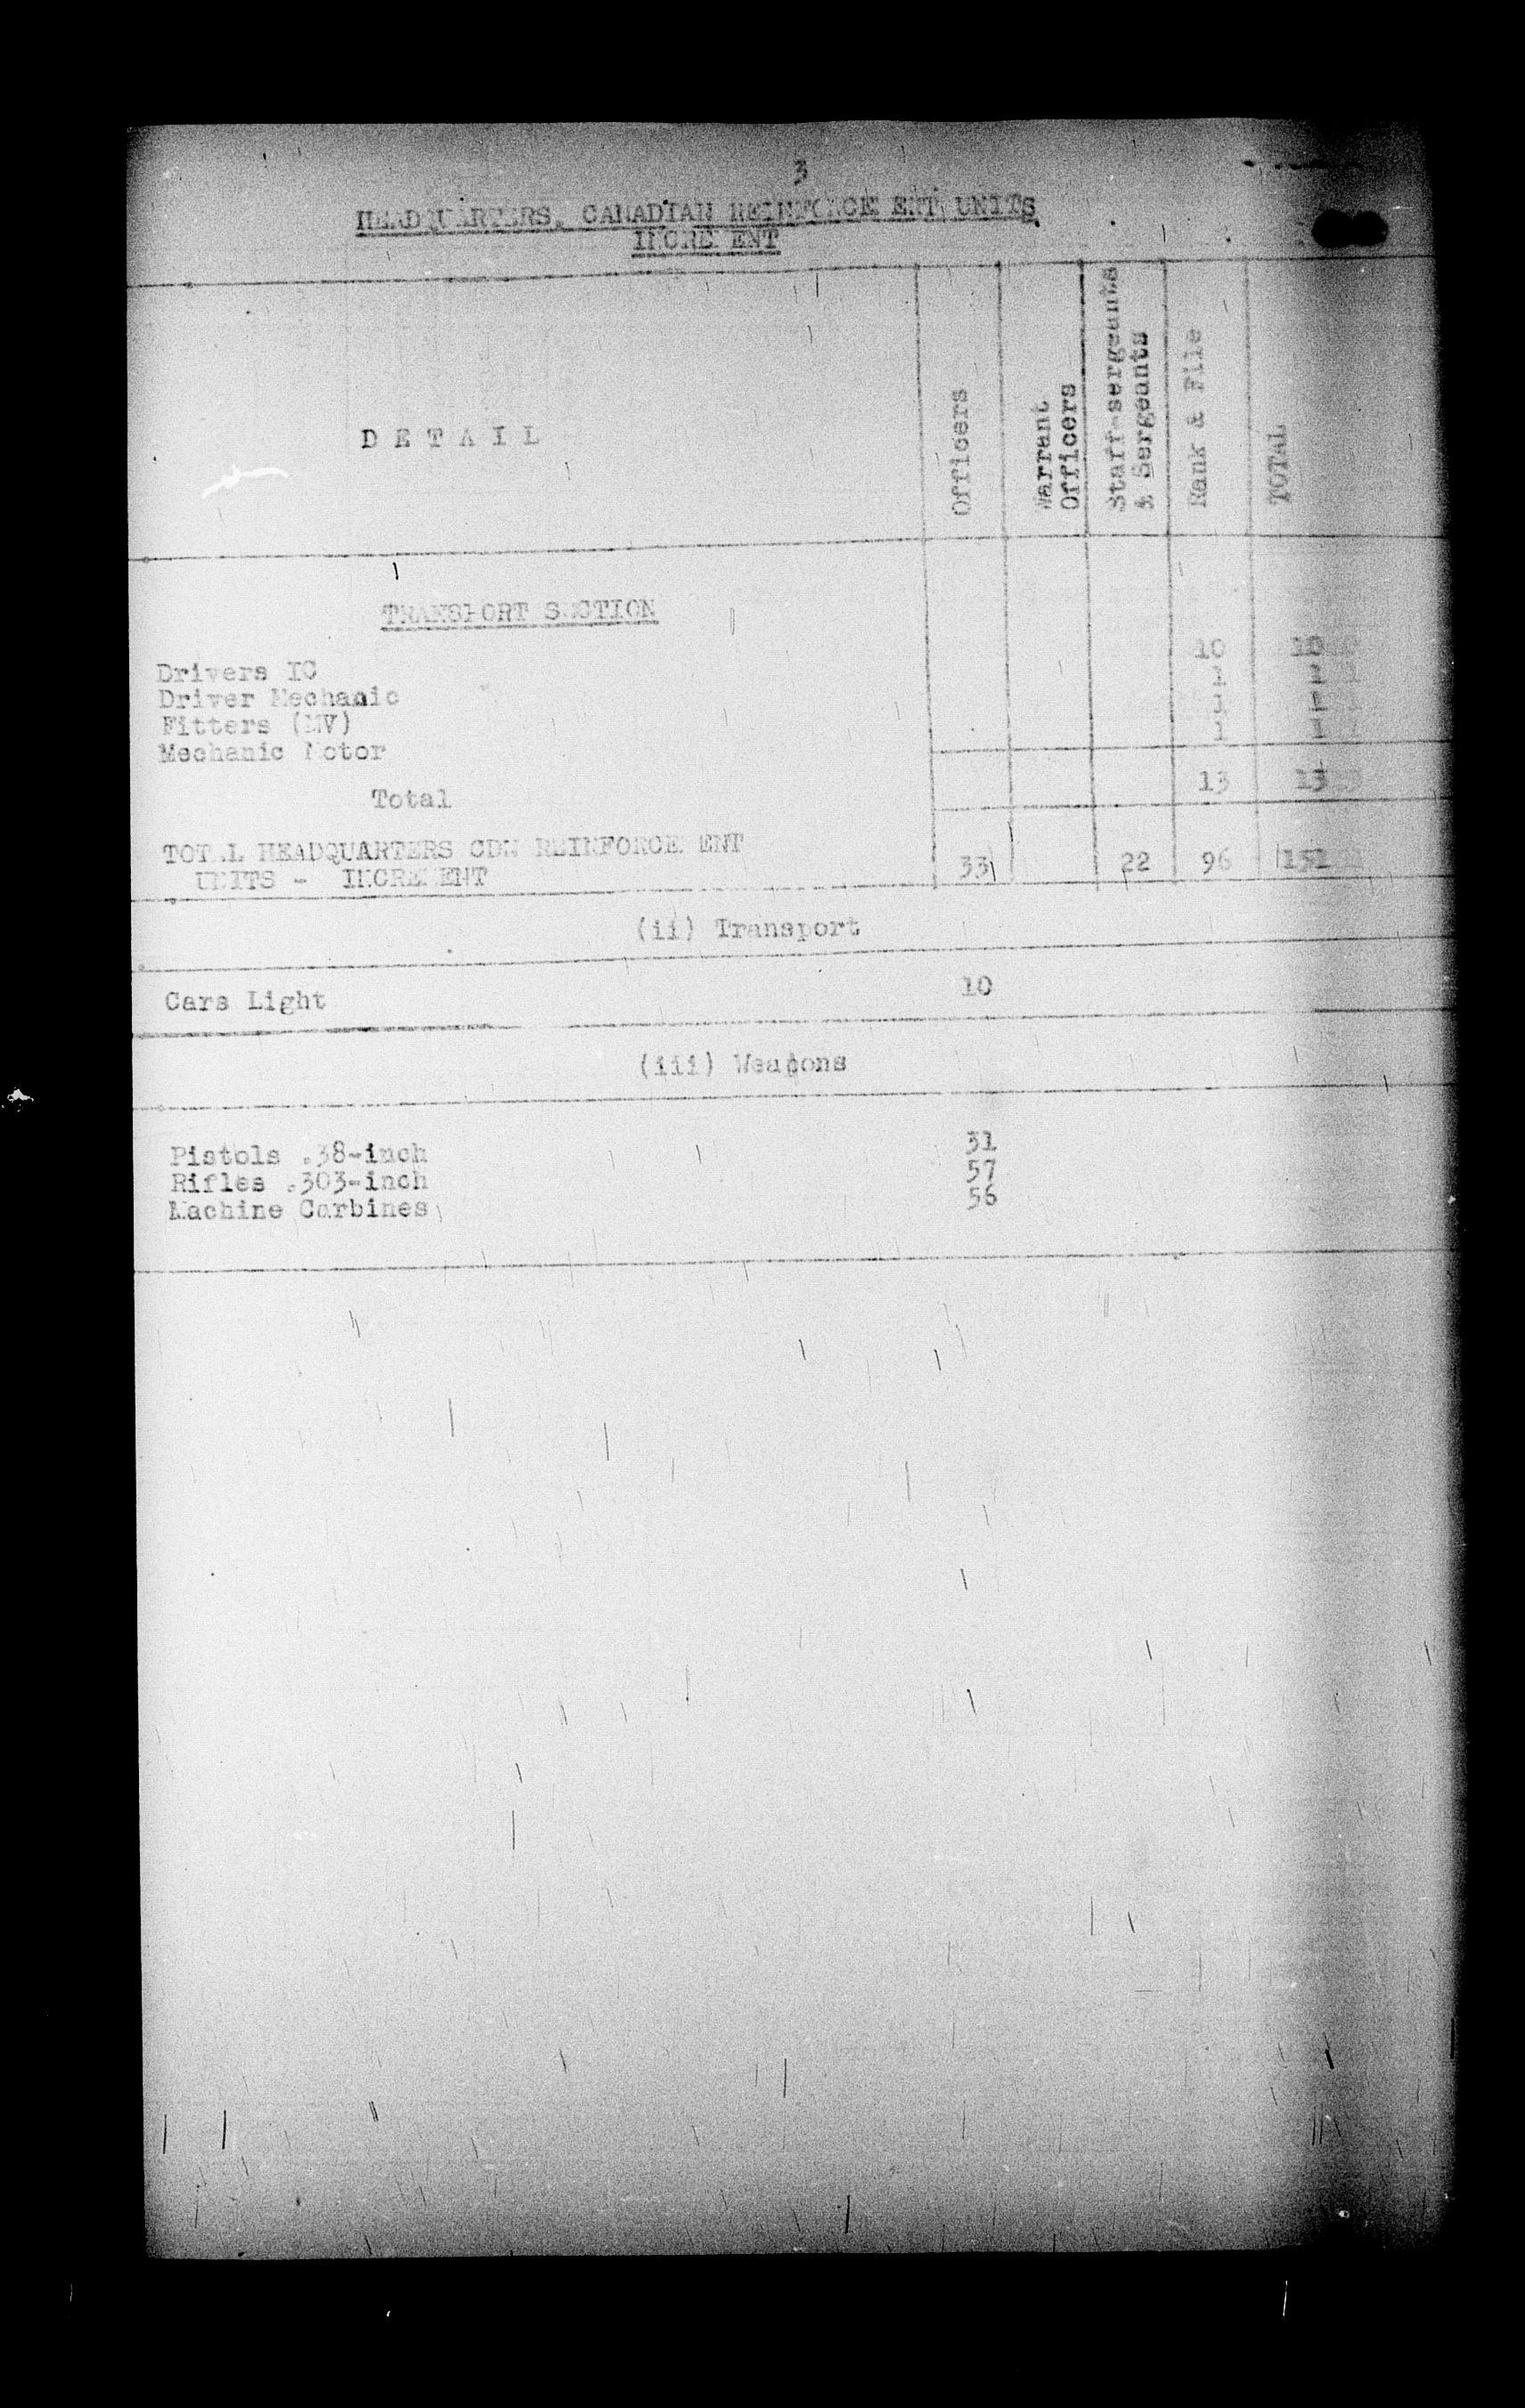 3
HEADQUARTERS, CANADIAN REINFORCEMENT UNITS
INCREMENT
DETAIL
Officers
Warrant
Officers
Staff-sergeants
& Sergeants
Rank & File
TOTAL
TRANSPORT SECTION
Drivers IC 10 10
Driver Mechanic 1 1
Fitters (MV) 1 1
Mechanic Motor 1 1
Total 13 13
TOTAL HEADQUARTERS CDN REINFORCEMENT
UNITS - INCREMENT 33 22 96 151
(ii) Transport
Cars Light 10
(iii) Weapons
Pistols .38-inch 31
Rifles .303-inch 57
Machine Carbines 56